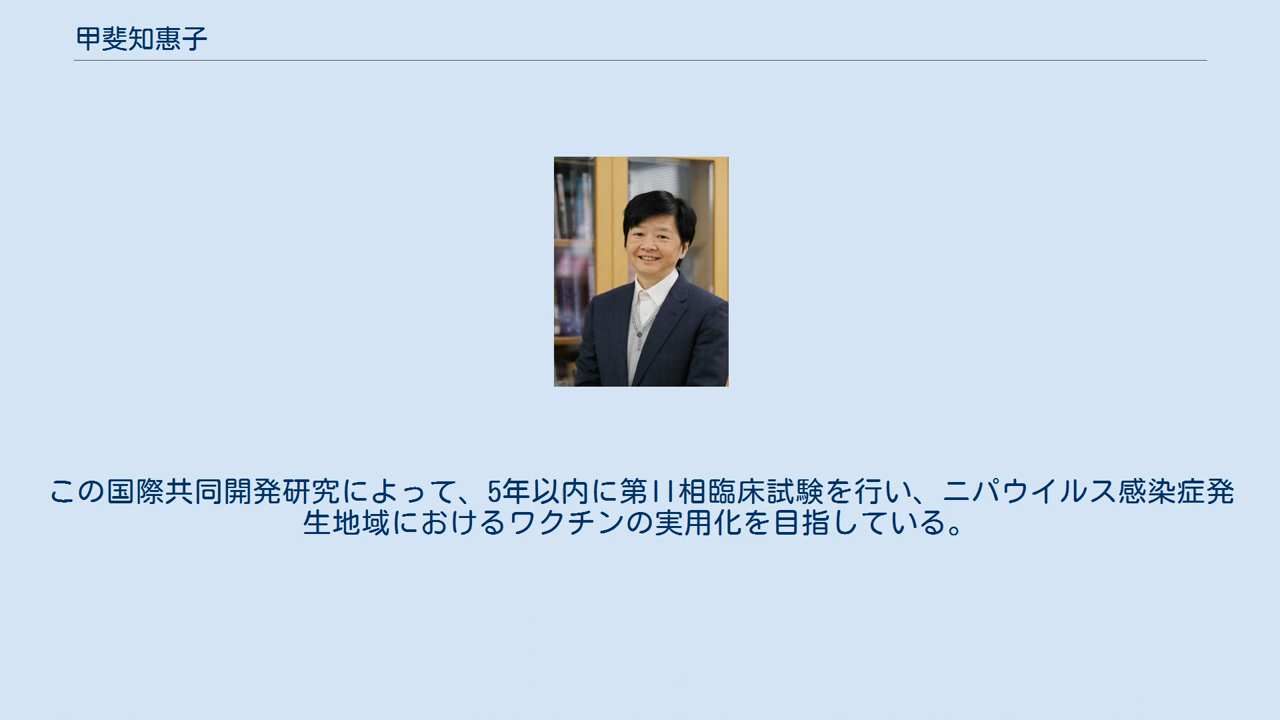 甲斐知惠子
この国際共同開発研究によって、5年以内に第II相臨床試験を行い、ニパウイルス感染症発
生地域におけるワクチンの実用化を目指している。